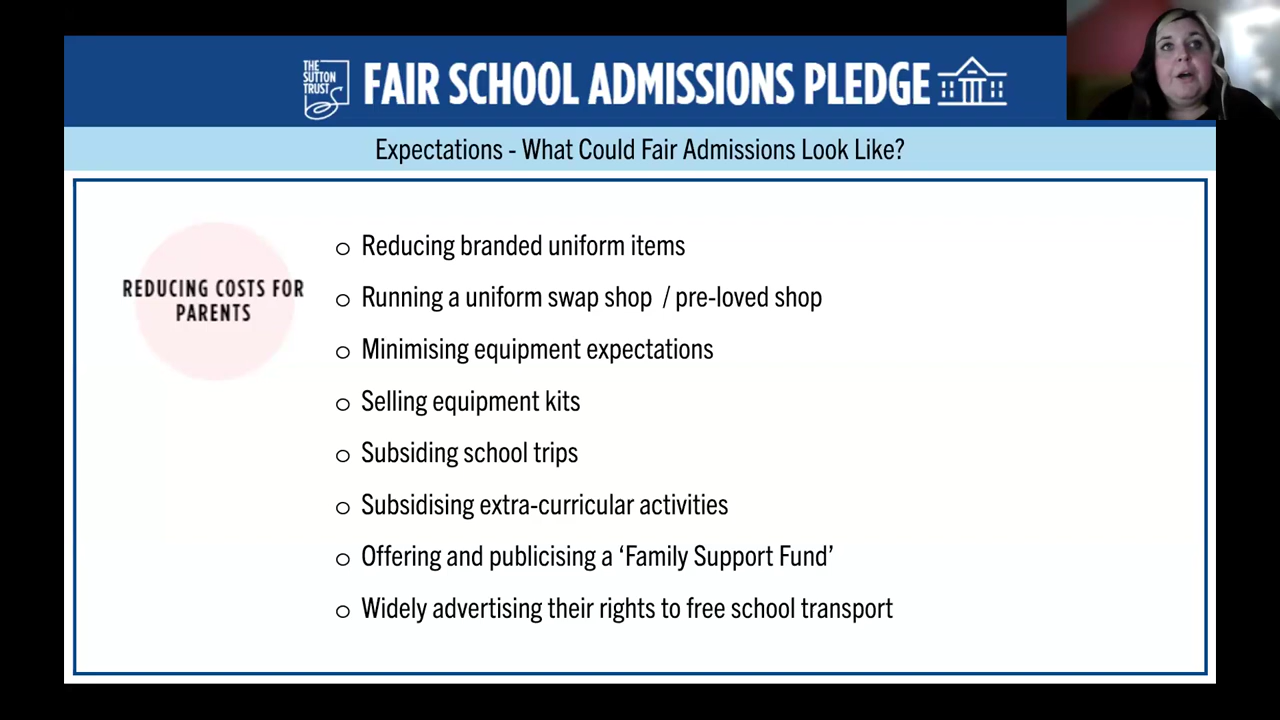 THE
SUTTON
TRUST
FAIR SCHOOL ADMISSIONS PLEDGE
Expectations - What Could Fair Admissions Look Like?
REDUCING COSTS FOR
PARENTS
o Reducing branded uniform items
o Running a uniform swap shop / pre-loved shop
o Minimising equipment expectations
o Selling equipment kits
o Subsiding school trips
o Subsidising extra-curricular activities
o Offering and publicising a ‘Family Support Fund’
o Widely advertising their rights to free school transport